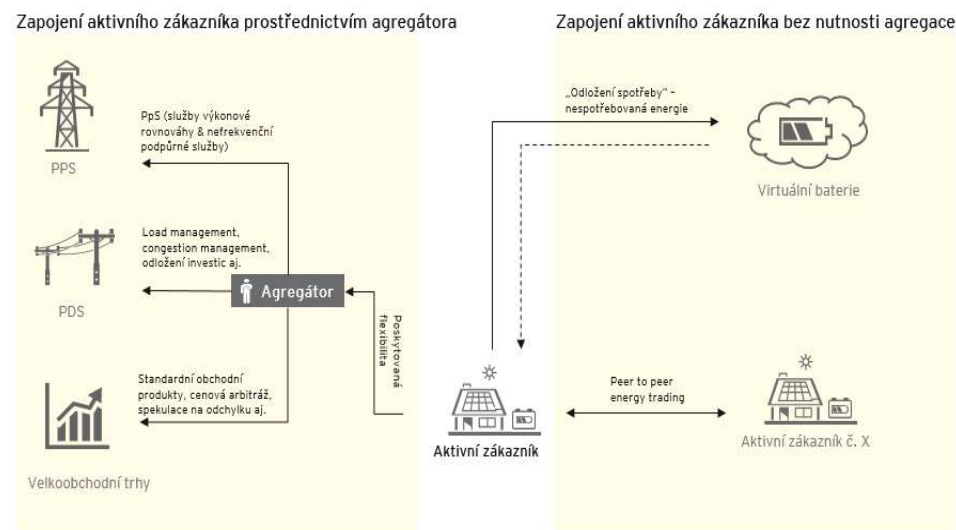 Zapojení aktivního zákazníka prostřednictvím agregátora
PpS (služby výkonové
rovnováhy & nefrekvenční
podpůrné služby)
PPS
Load management,
congestion management,
odložení investic aj.
Agregátor
PDS
Poskytovaná
flexibilita
Standardní obchodní
produkty, cenová arbitráž,
spekulace na odchylku aj.
Velkoobchodní trhy
Aktivní zákazník
Zapojení aktivního zákazníka bez nutnosti agregace
„Odložení spotřeby" –
nespotřebovaná energie
Virtuální baterie
Peer to peer
energy trading
Aktivní zákazník č. X